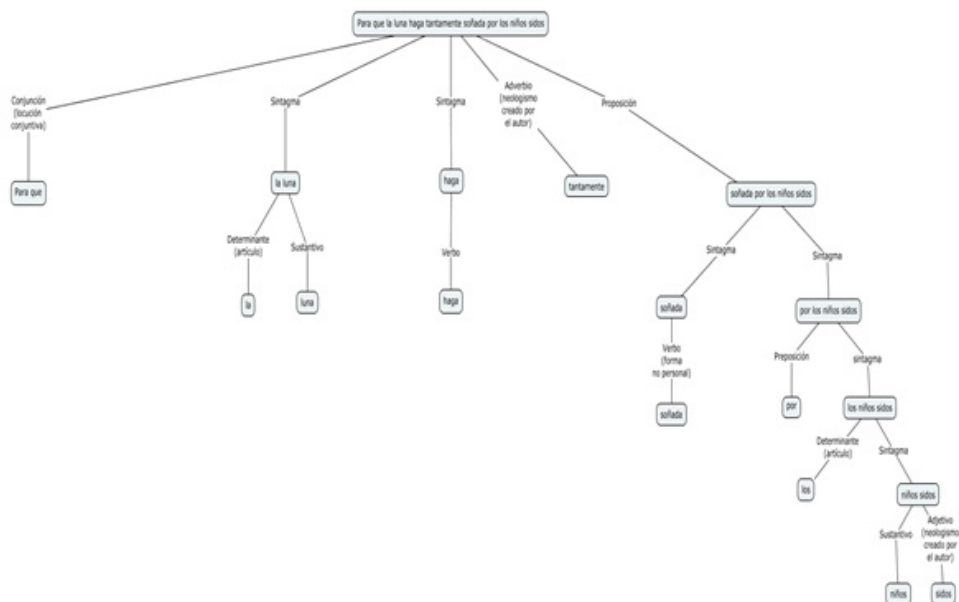 Para que la luna haga tantamente soñada por los niños sidos
Conjunción
(locución
conjuntiva)
Sintagma
Sintagma
Adverbio
(neologismo
creado por
el autor)
Proposición
Para que
la luna
haga
tantamente
soñada por los niños sidos
Determinante
(artículo)
Sustantivo
Verbo
Sintagma
Sintagma
la
luna
haga
soñada
por los niños sidos
Verbo
(forma
no personal)
Preposición
sintagma
soñada
por
los niños sidos
Determinante
(artículo)
Sintagma
los
niños sidos
Sustantivo
Adjetivo
(neologismo
creado por
el autor)
niños
sidos